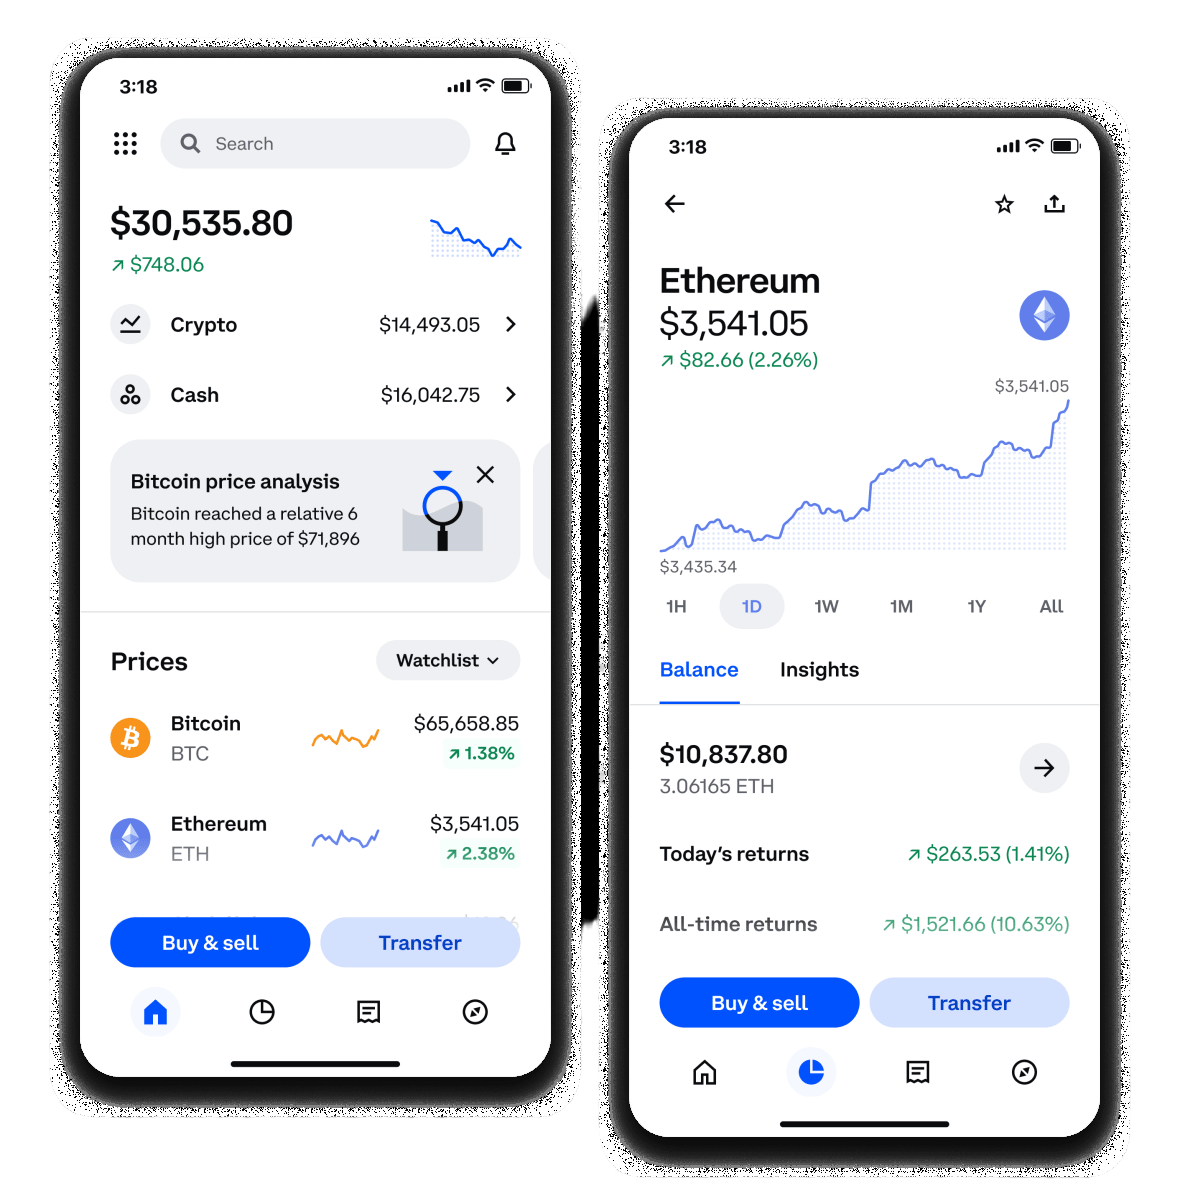 3:18
Search
$30,535.80
↗ $748.06
Crypto
$14,493.05
Cash
$16,042.75
Bitcoin price analysis
Bitcoin reached a relative 6
month high price of $71,896
Prices
Watchlist
Bitcoin
$65,658.85
BTC
↗ 1.38%
Ethereum
$3,541.05
ETH
↗ 2.38%
Buy & sell
Transfer
3:18
Ethereum
$3,541.05
↗ $82.66 (2.26%)
$3,541.05
$3,435.34
1H 1D 1W 1M 1Y All
Balance Insights
$10,837.80
3.06165 ETH
Today's returns
↗ $263.53 (1.41%)
All-time returns
↗ $1,521.66 (10.63%)
Buy & sell
Transfer